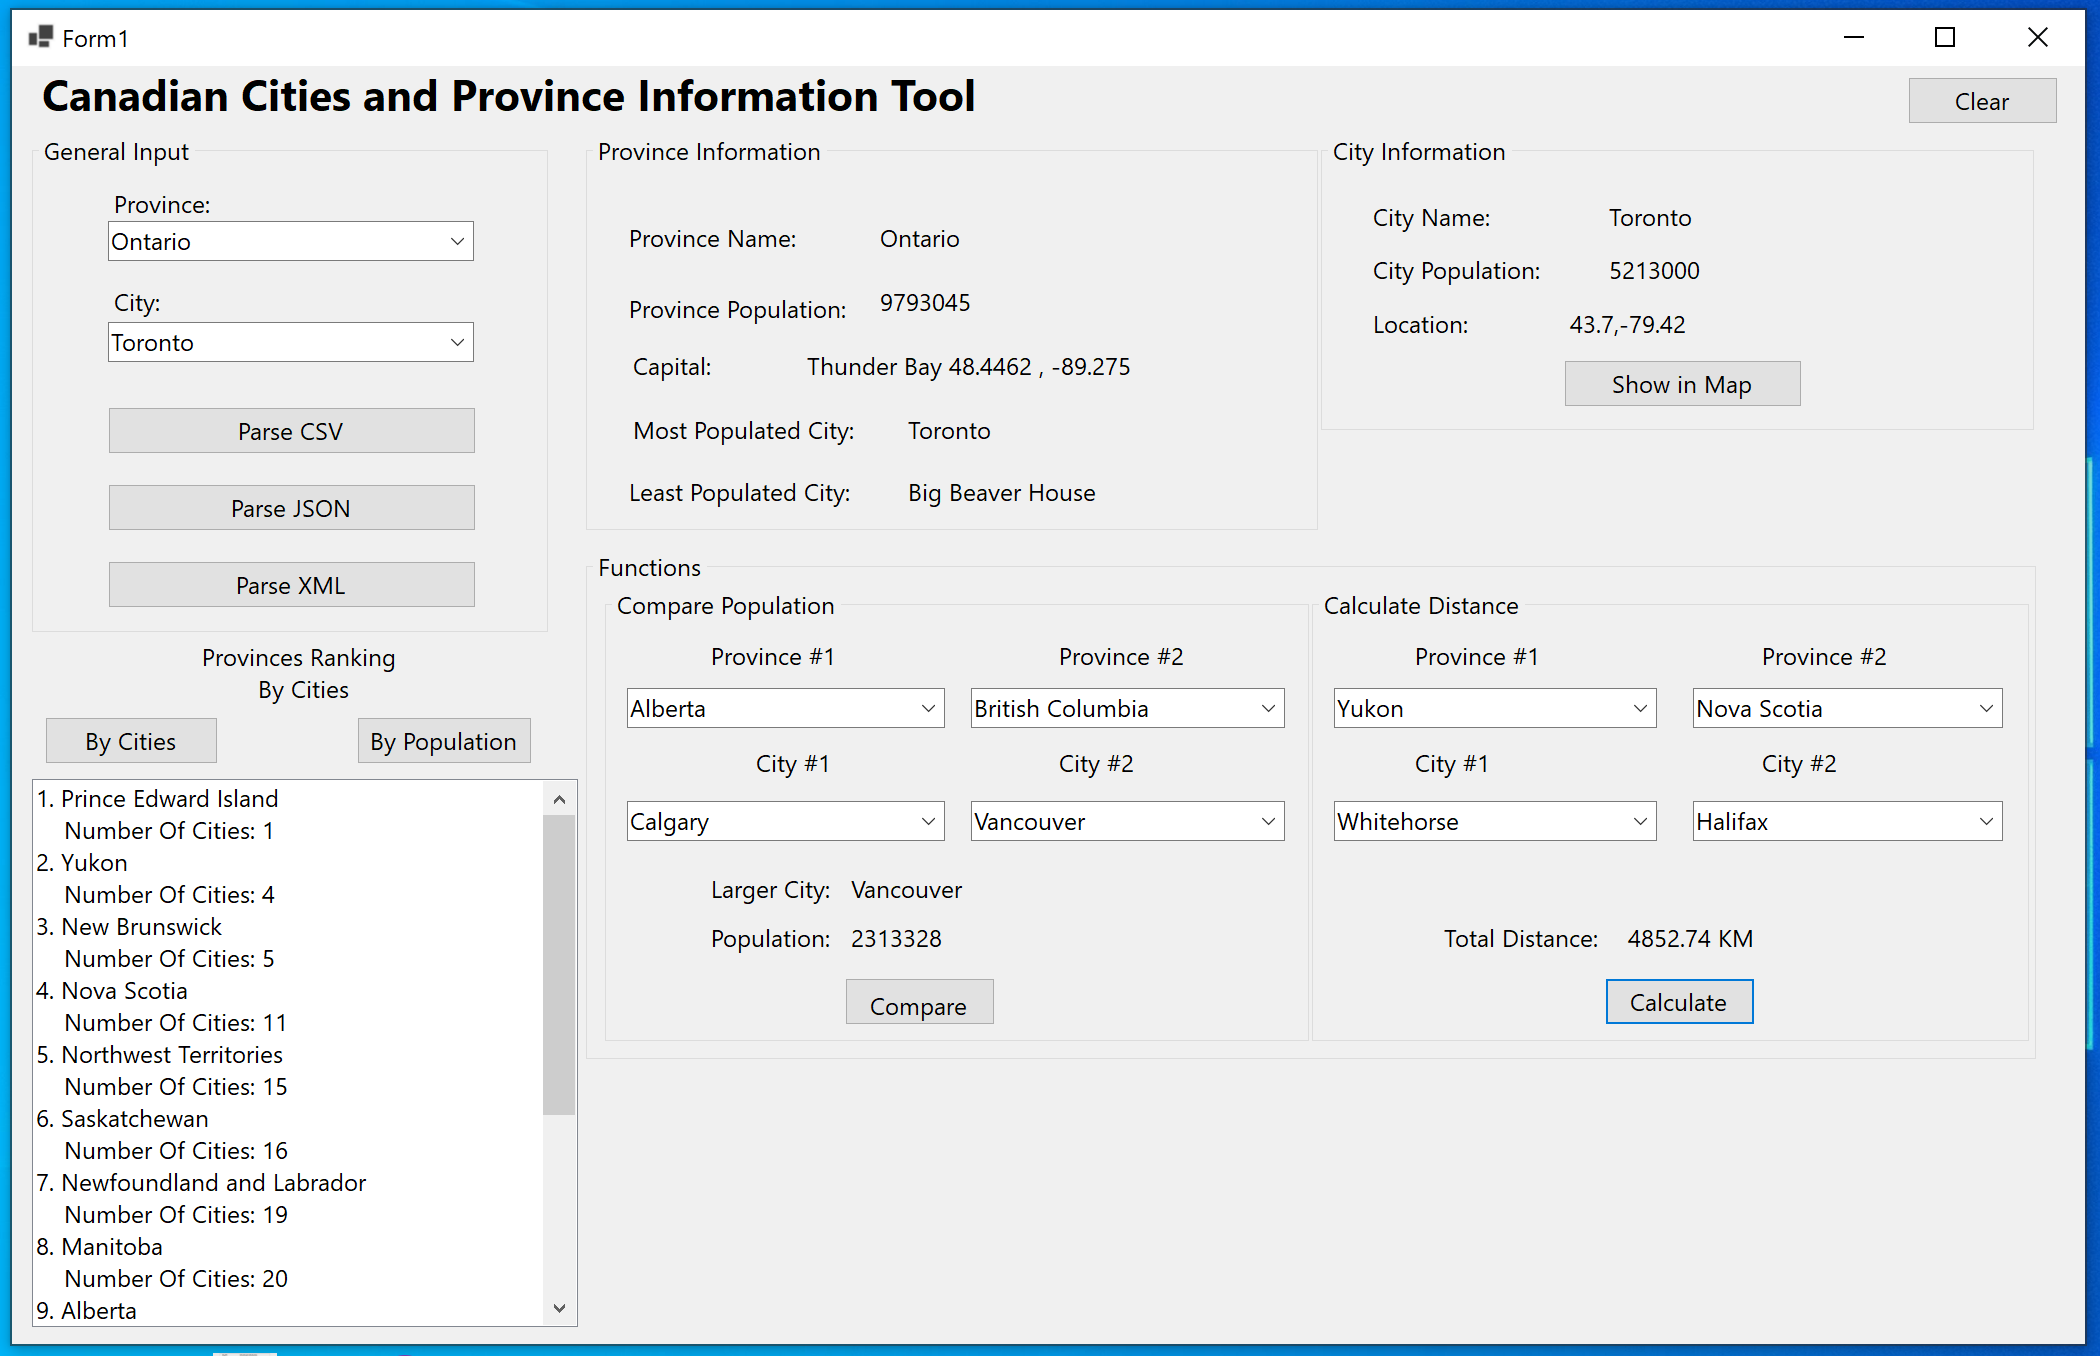 Form1
Canadian Cities and Province Information Tool
Clear
General Input
Province:
Ontario
City:
Toronto
Parse CSV
Parse JSON
Parse XML
Province Information
Province Name: Ontario
Province Population: 9793045
Capital: Thunder Bay 48.4462 , -89.275
Most Populated City: Toronto
Least Populated City: Big Beaver House
City Information
City Name: Toronto
City Population: 5213000
Location: 43.7,-79.42
Show in Map
Provinces Ranking
By Cities
By Cities By Population
1. Prince Edward Island
Number Of Cities: 1
2. Yukon
Number Of Cities: 4
3. New Brunswick
Number Of Cities: 5
4. Nova Scotia
Number Of Cities: 11
5. Northwest Territories
Number Of Cities: 15
6. Saskatchewan
Number Of Cities: 16
7. Newfoundland and Labrador
Number Of Cities: 19
8. Manitoba
Number Of Cities: 20
9. Alberta
Functions
Compare Population
Province #1 Province #2
Alberta British Columbia
City #1 City #2
Calgary Vancouver
Larger City: Vancouver
Population: 2313328
Compare
Calculate Distance
Province #1 Province #2
Yukon Nova Scotia
City #1 City #2
Whitehorse Halifax
Total Distance: 4852.74 KM
Calculate